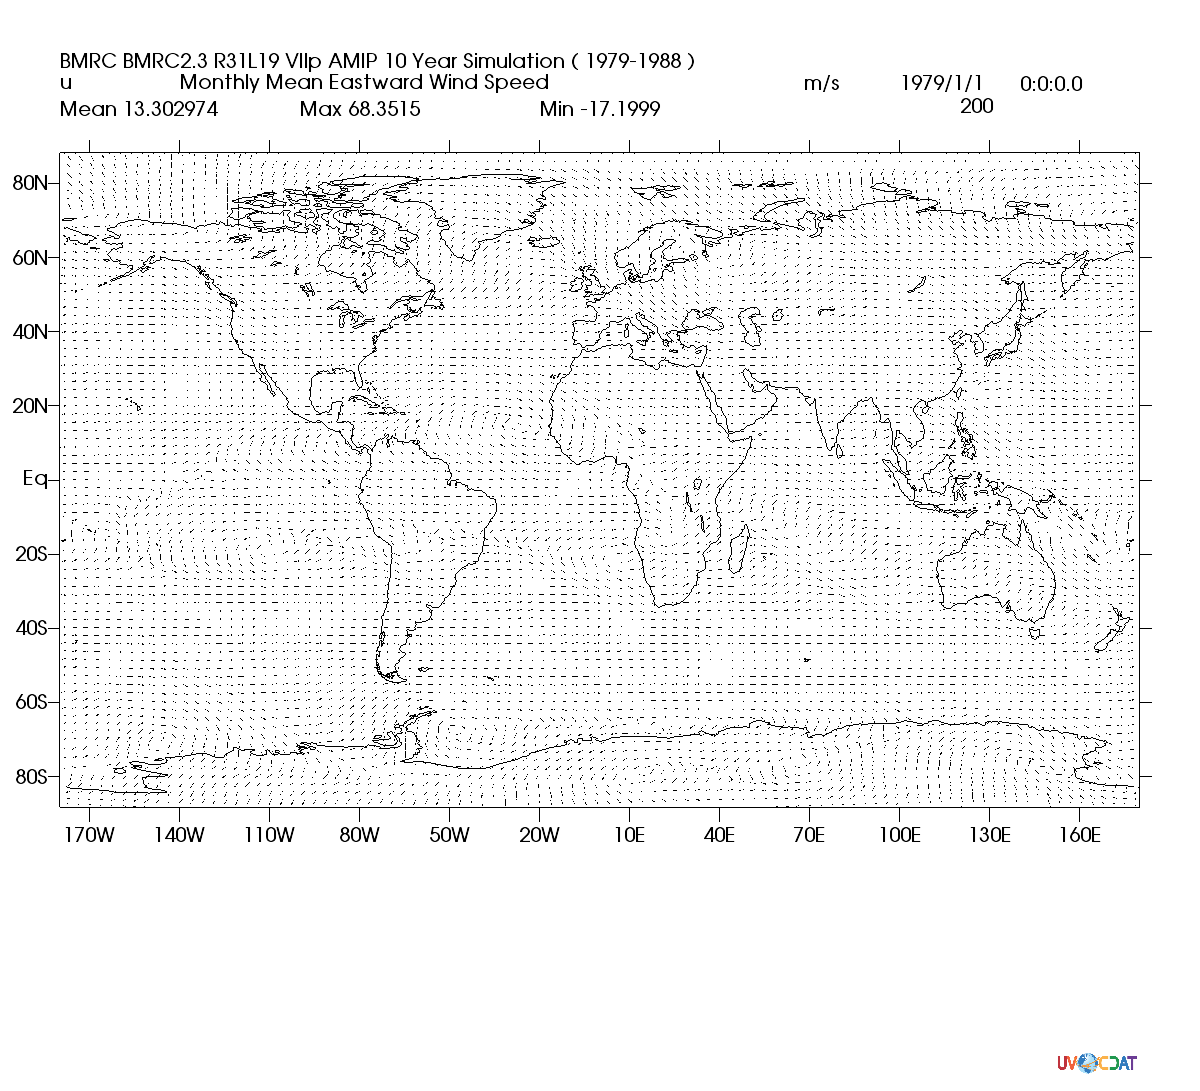 BMRC BMRC2.3 R31L19 VIIp AMIP 10 Year Simulation ( 1979-1988 )
u Monthly Mean Eastward Wind Speed m/s 1979/1/1 0:0:0.0
Mean 13.302974 Max 68.3515 Min -17.1999 200
80N
60N
40N
20N
Eq
20S
40S
60S
80S
170W 140W 110W 80W 50W 20W 10E 40E 70E 100E 130E 160E
UV CDAT